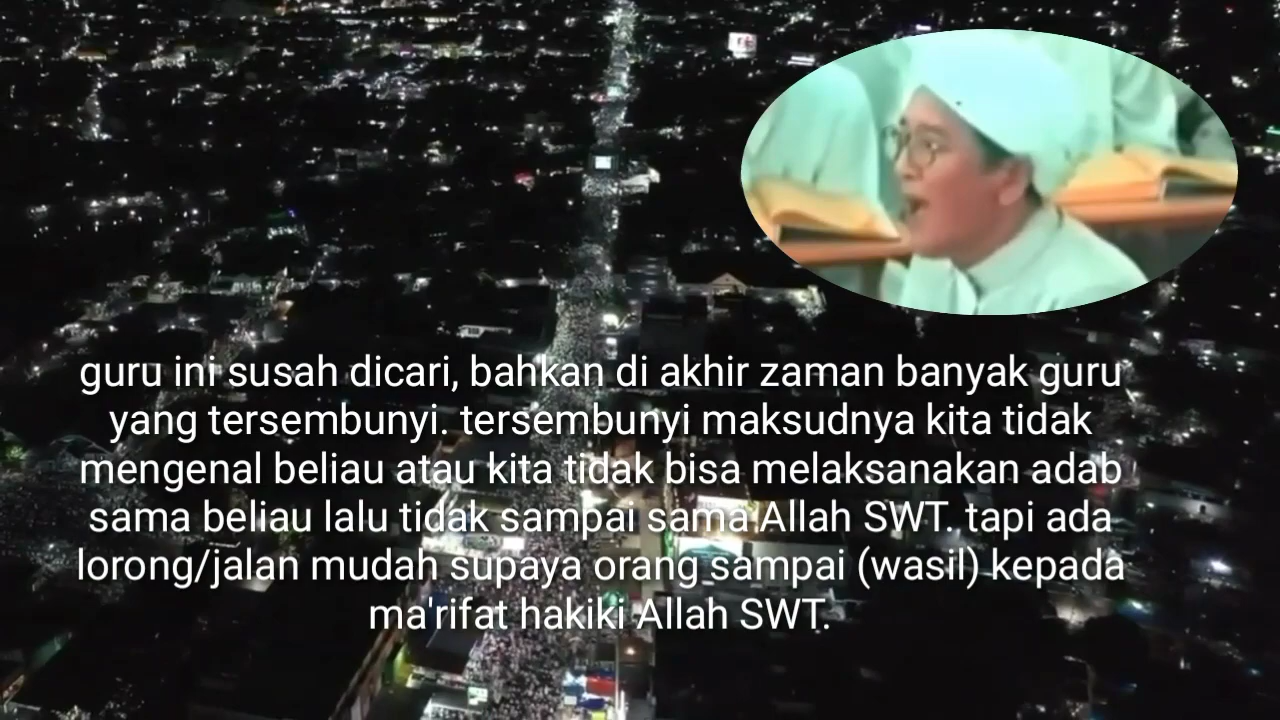 guru ini susah dicari, bahkan di akhir zaman banyak guru
yang tersembunyi. tersembunyi maksudnya kita tidak
mengenal beliau atau kita tidak bisa melaksanakan adab
sama beliau lalu tidak sampai sama Allah SWT. tapi ada
lorong/jalan mudah supaya orang sampai (wasil) kepada
ma'rifat hakiki Allah SWT.